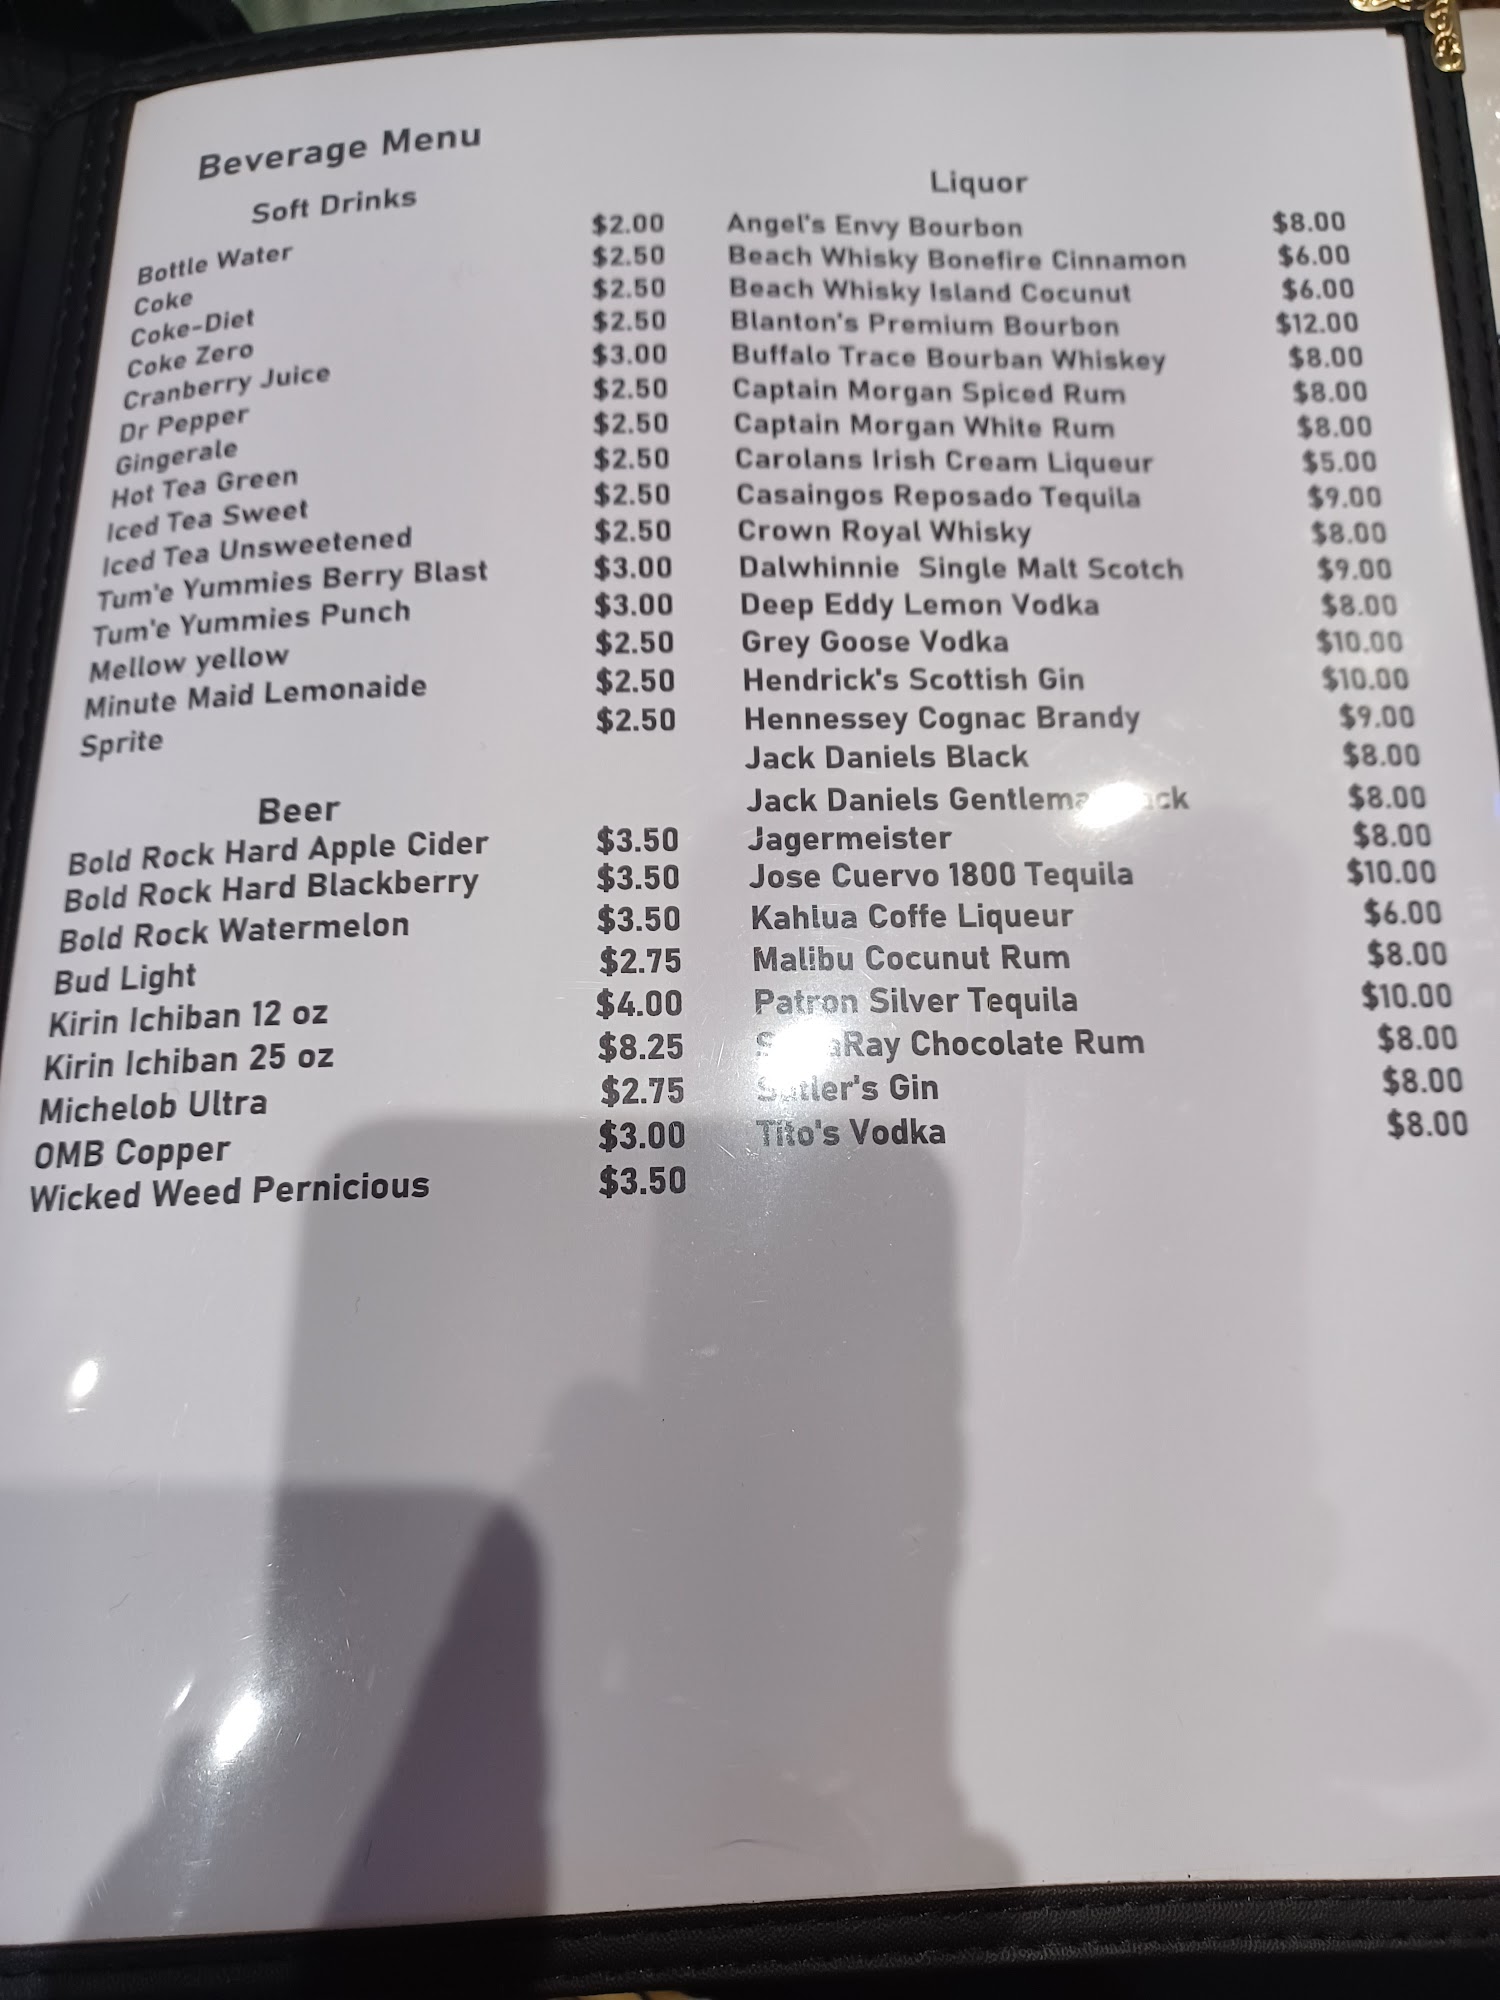 Beverage Menu
Soft Drinks
Bottle Water $2.00
Coke $2.50
Coke-Diet $2.50
Coke Zero $2.50
Cranberry Juice $3.00
Dr Pepper $2.50
Gingerale $2.50
Hot Tea Green $2.50
Iced Tea Sweet $2.50
Iced Tea Unsweetened $2.50
Tum'e Yummies Berry Blast $3.00
Tum'e Yummies Punch $3.00
Mellow yellow $2.50
Minute Maid Lemonaide $2.50
Sprite $2.50
Beer
Bold Rock Hard Apple Cider $3.50
Bold Rock Hard Blackberry $3.50
Bold Rock Watermelon $3.50
Bud Light $2.75
Kirin Ichiban 12 oz $4.00
Kirin Ichiban 25 oz $8.25
Michelob Ultra $2.75
OMB Copper $3.00
Wicked Weed Pernicious $3.50
Liquor
Angel's Envy Bourbon $8.00
Beach Whisky Bonefire Cinnamon $6.00
Beach Whisky Island Cocunut $6.00
Blanton's Premium Bourbon $12.00
Buffalo Trace Bourban Whiskey $8.00
Captain Morgan Spiced Rum $8.00
Captain Morgan White Rum $8.00
Carolans Irish Cream Liqueur $5.00
Casaingos Reposado Tequila $9.00
Crown Royal Whisky $8.00
Dalwhinnie Single Malt Scotch $9.00
Deep Eddy Lemon Vodka $8.00
Grey Goose Vodka $10.00
Hendrick's Scottish Gin $10.00
Hennessey Cognac Brandy $9.00
Jack Daniels Black $8.00
Jack Daniels $8.00
Jagermeister $8.00
Jose Cuervo 1800 Tequila $10.00
Kahlua Coffe Liqueur $6.00
Malibu Cocunut Rum $8.00
Patron Silver Tequila $10.00
Chocolate Rum $8.00
Gin $8.00
Tito's Vodka $8.00